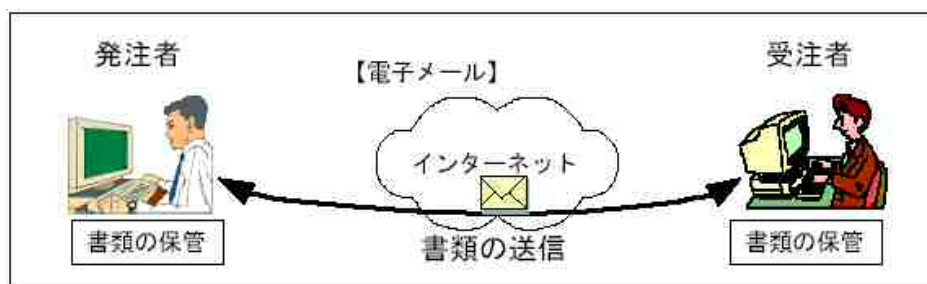 発注者
受注者
【電子メール】
インターネット
書類の送信
書類の保管
書類の保管